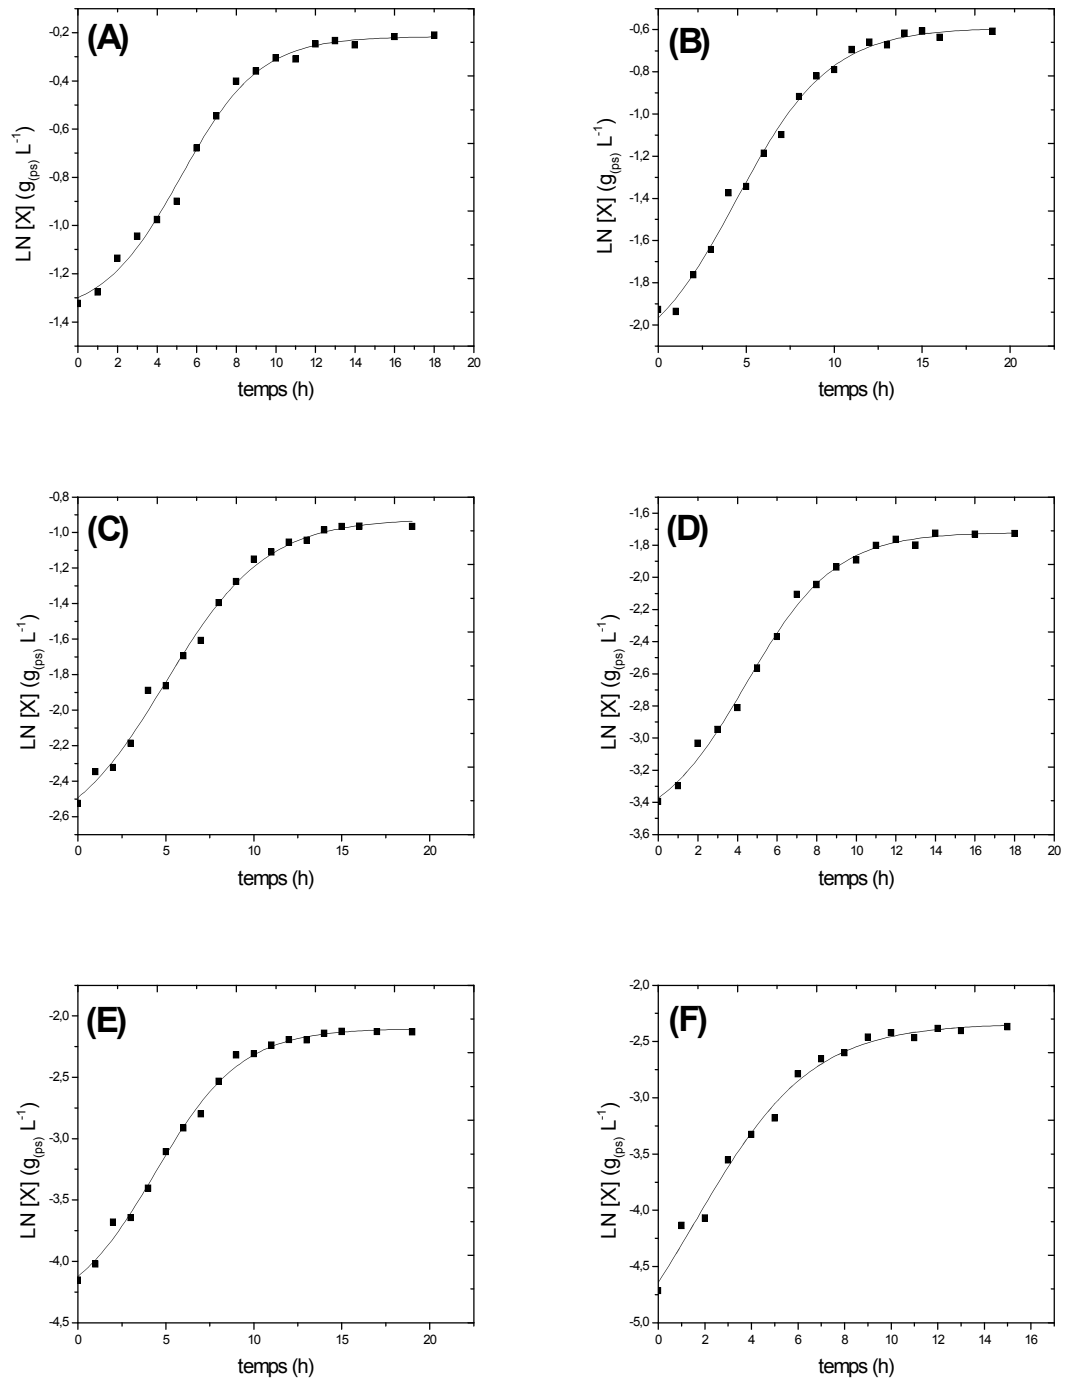 (A)
-0,2
-0,4
-0,6
-0,8
-1,0
-1,2
-1,4
LN [X] (g(ps) L-1)
0 2 4 6 8 10 12 14 16 18 20
temps (h)
(B)
-0,6
-0,8
-1,0
-1,2
-1,4
-1,6
-1,8
-2,0
LN [X] (g(ps) L-1)
0 5 10 15 20
temps (h)
(C)
-0,8
-1,0
-1,2
-1,4
-1,6
-1,8
-2,0
-2,2
-2,4
-2,6
LN [X] (g(ps) L-1)
0 5 10 15 20
temps (h)
(D)
-1,6
-1,8
-2,0
-2,2
-2,4
-2,6
-2,8
-3,0
-3,2
-3,4
-3,6
LN [X] (g(ps) L-1)
0 2 4 6 8 10 12 14 16 18 20
temps (h)
(E)
-2,0
-2,5
-3,0
-3,5
-4,0
-4,5
LN [X] (g(ps) L-1)
0 5 10 15 20
temps (h)
(F)
-2,0
-2,5
-3,0
-3,5
-4,0
-4,5
-5,0
LN [X] (g(ps) L-1)
0 2 4 6 8 10 12 14 16
temps (h)